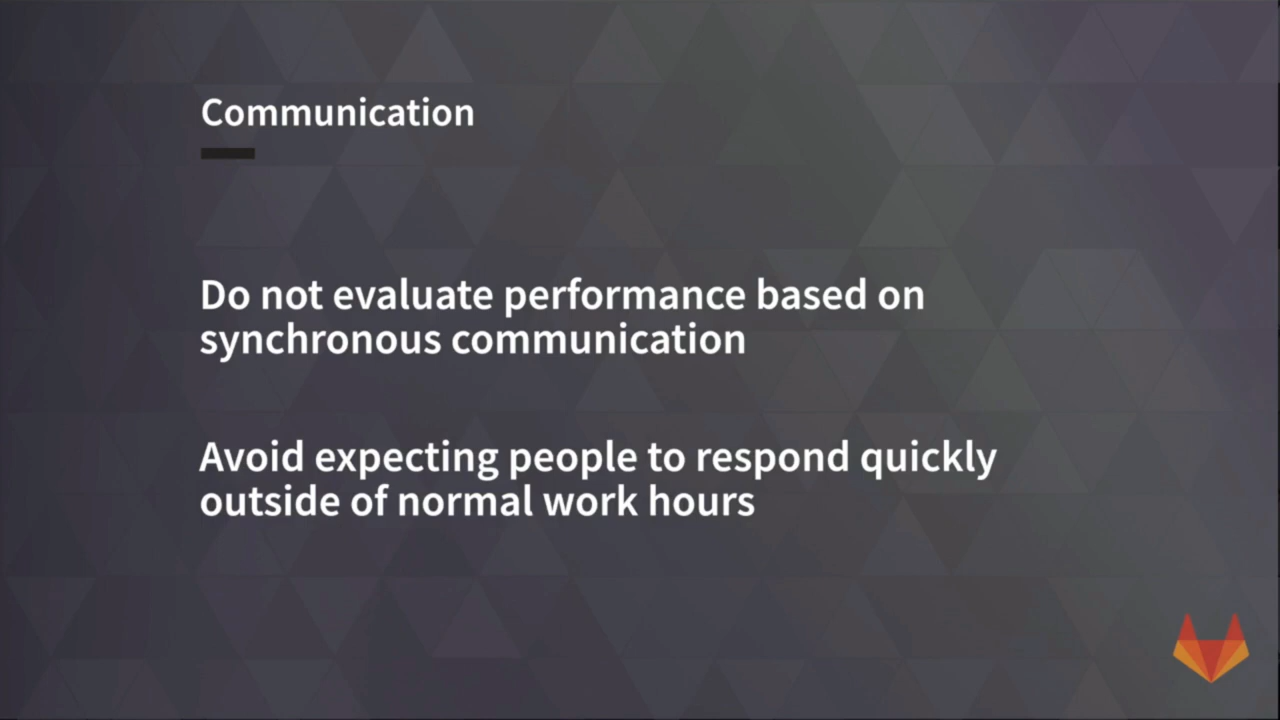 Communication
Do not evaluate performance based on
synchronous communication
Avoid expecting people to respond quickly
outside of normal work hours